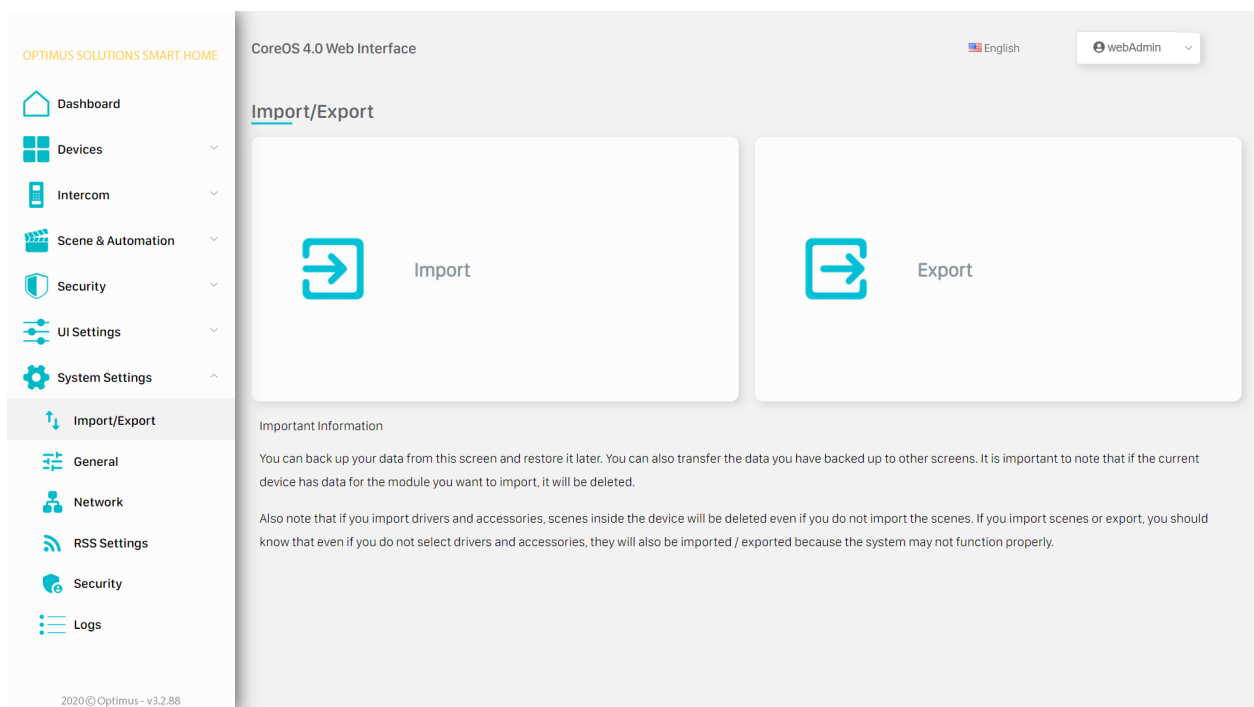 OPTIMUS SOLUTIONS SMART HOME
Dashboard
Devices
Intercom
Scene & Automation
Security
UI Settings
System Settings
Import/Export
General
Network
RSS Settings
Security
Logs
2020 © Optimus - v3.2.88
CoreOS 4.0 Web Interface
English
webAdmin
Import/Export
Import
Export
Important Information
You can back up your data from this screen and restore it later. You can also transfer the data you have backed up to other screens. It is important to note that if the current
device has data for the module you want to import, it will be deleted.
Also note that if you import drivers and accessories, scenes inside the device will be deleted even if you do not import the scenes. If you import scenes or export, you should
know that even if you do not select drivers and accessories, they will also be imported / exported because the system may not function properly.